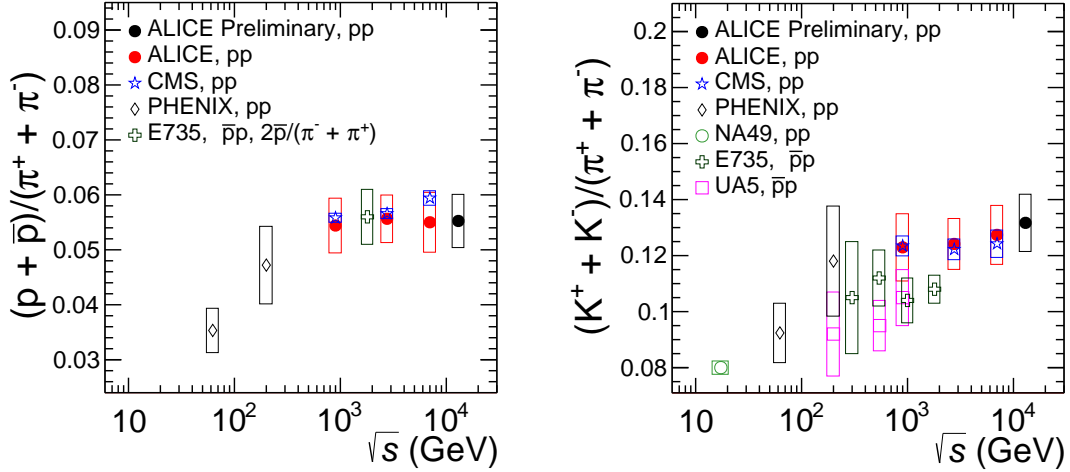 (p + p̅)/(π⁺ + π⁻)
0.09
0.08
0.07
0.06
0.05
0.04
0.03
ALICE Preliminary, pp
ALICE, pp
CMS, pp
PHENIX, pp
E735, p̅p, 2p̅/(π⁻ + π⁺)
10 10² 10³ 10⁴
√s (GeV)
(K⁺ + K⁻)/(π⁺ + π⁻)
0.2
0.18
0.16
0.14
0.12
0.1
0.08
ALICE Preliminary, pp
ALICE, pp
CMS, pp
PHENIX, pp
NA49, pp
E735, p̅p
UA5, p̅p
10 10² 10³ 10⁴
√s (GeV)